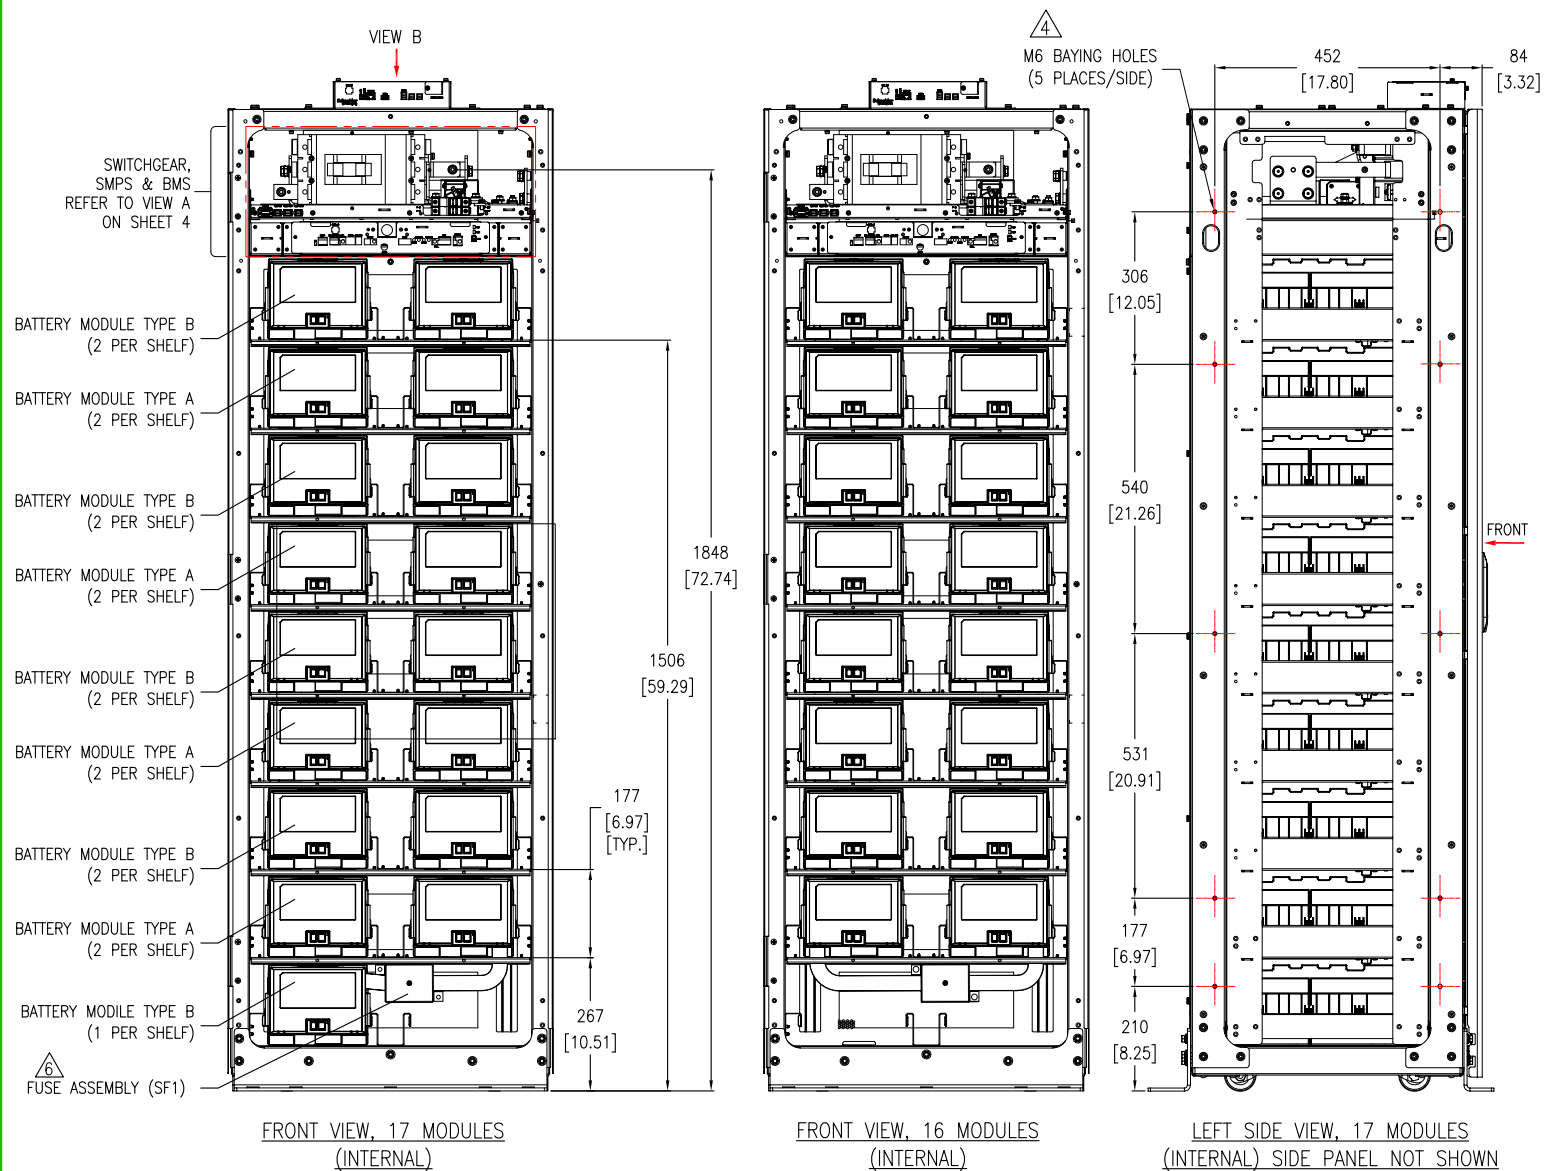 VIEW B
4
M6 BAYING HOLES
(5 PLACES/SIDE)
452
[17.80]
84
[3.32]
SWITCHGEAR,
SMPS & BMS
REFER TO VIEW A
ON SHEET 4
306
[12.05]
BATTERY MODULE TYPE B
(2 PER SHELF)
BATTERY MODULE TYPE A
(2 PER SHELF)
BATTERY MODULE TYPE B
(2 PER SHELF)
540
[21.26]
FRONT
1848
[72.74]
BATTERY MODULE TYPE A
(2 PER SHELF)
1506
[59.29]
BATTERY MODULE TYPE B
(2 PER SHELF)
BATTERY MODULE TYPE A
(2 PER SHELF)
531
[20.91]
177
[6.97]
[TYP.]
BATTERY MODULE TYPE B
(2 PER SHELF)
BATTERY MODULE TYPE A
(2 PER SHELF)
177
[6.97]
BATTERY MODILE TYPE B
(1 PER SHELF)
267
[10.51]
210
[8.25]
6
FUSE ASSEMBLY (SF1)
FRONT VIEW, 17 MODULES
(INTERNAL)
FRONT VIEW, 16 MODULES
(INTERNAL)
LEFT SIDE VIEW, 17 MODULES
(INTERNAL) SIDE PANEL NOT SHOWN